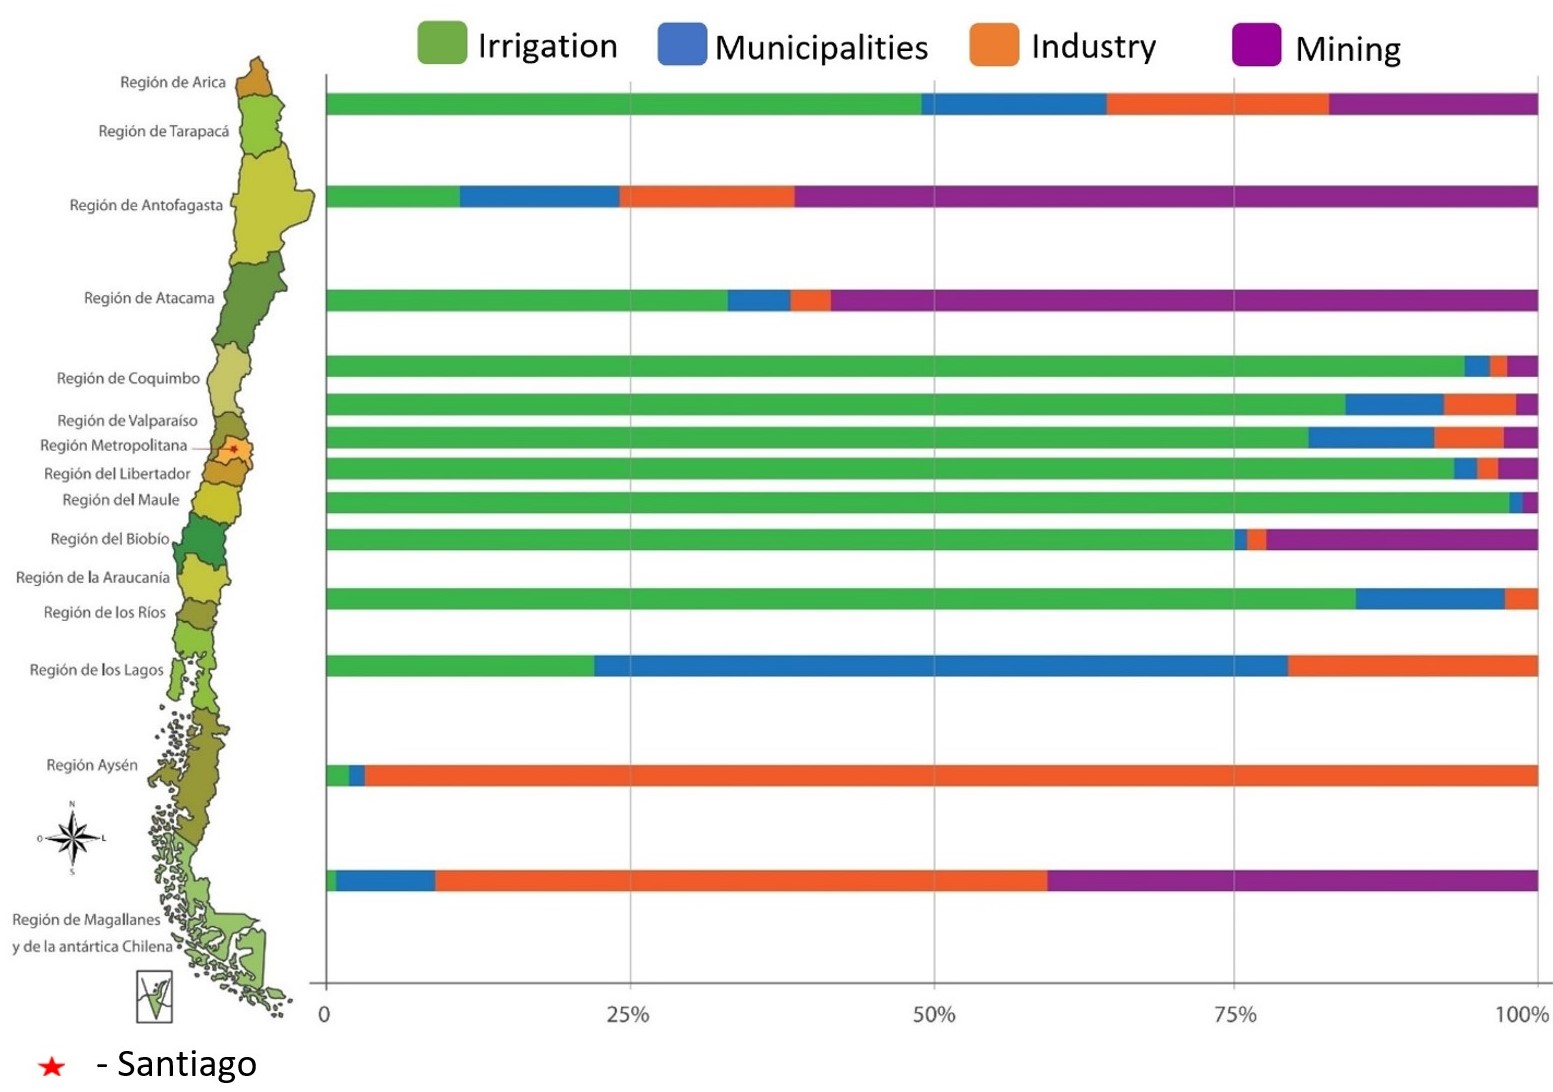 Irrigation Municipalities Industry Mining
Región de Arica
Región de Tarapacá
Región de Antofagasta
Región de Atacama
Región de Coquimbo
Región de Valparaíso
Región Metropolitana
Región del Libertador
Región del Maule
Región del Biobío
Región de la Araucanía
Región de los Ríos
Región de los Lagos
Región Aysén
N
O L
S
Región de Magallanes
y de la antártica Chilena
0 25% 50% 75% 100%
- Santiago